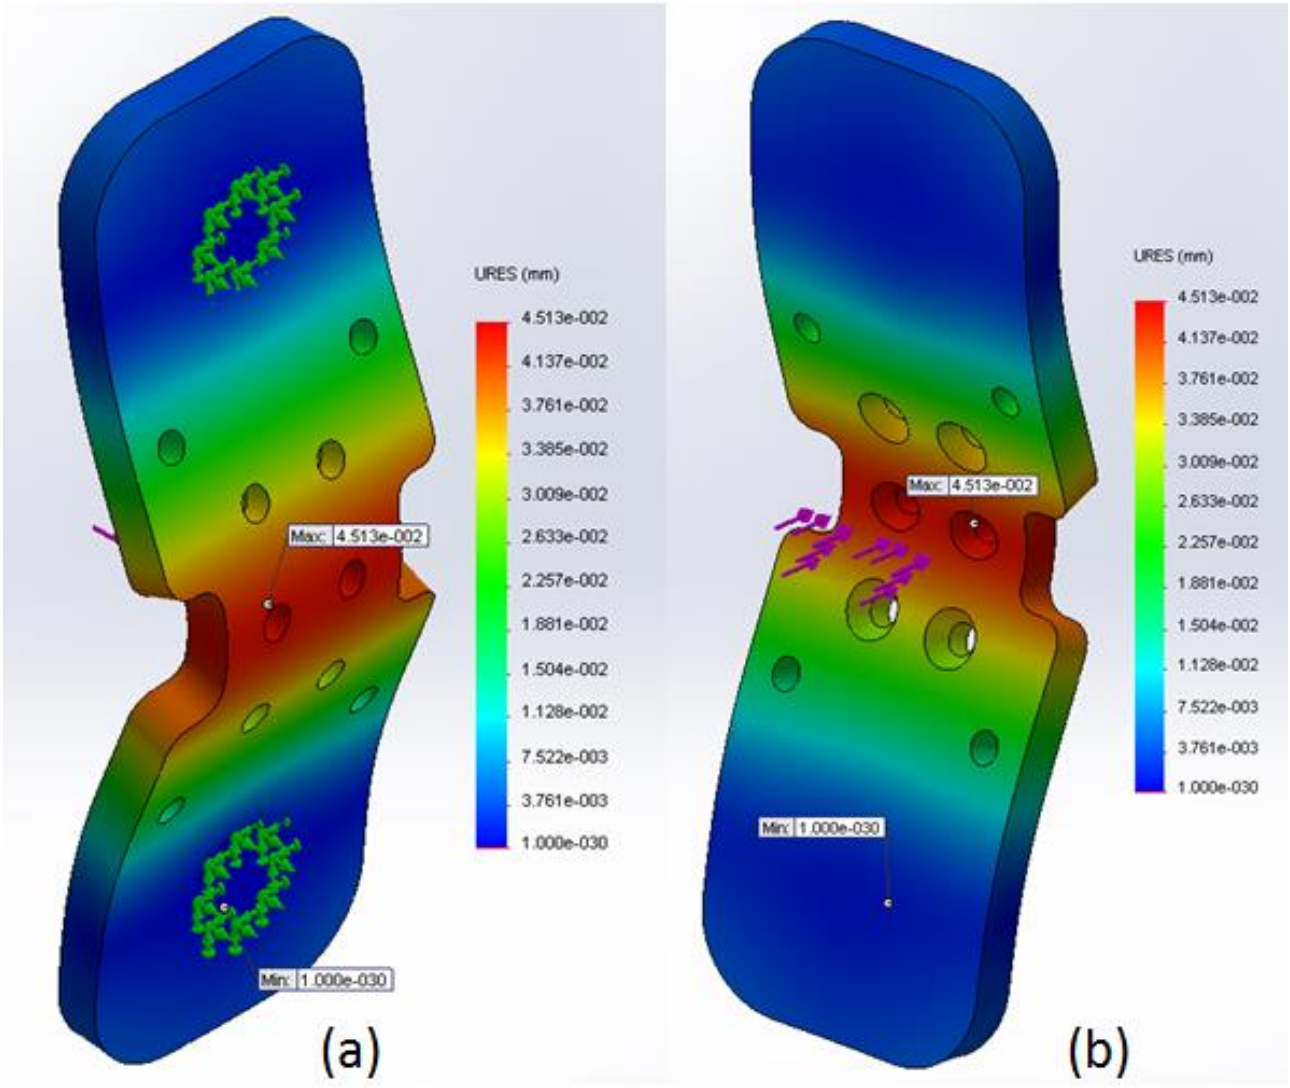 URES (mm)
4.513e-002
4.137e-002
3.761e-002
3.385e-002
3.009e-002
2.633e-002
2.257e-002
1.881e-002
1.504e-002
1.128e-002
7.522e-003
3.761e-003
1.000e-030
Max: 4.513e-002
Min: 1.000e-030
(a)
URES (mm)
4.513e-002
4.137e-002
3.761e-002
3.385e-002
3.009e-002
2.633e-002
2.257e-002
1.881e-002
1.504e-002
1.128e-002
7.522e-003
3.761e-003
1.000e-030
Max: 4.513e-002
Min: 1.000e-030
(b)